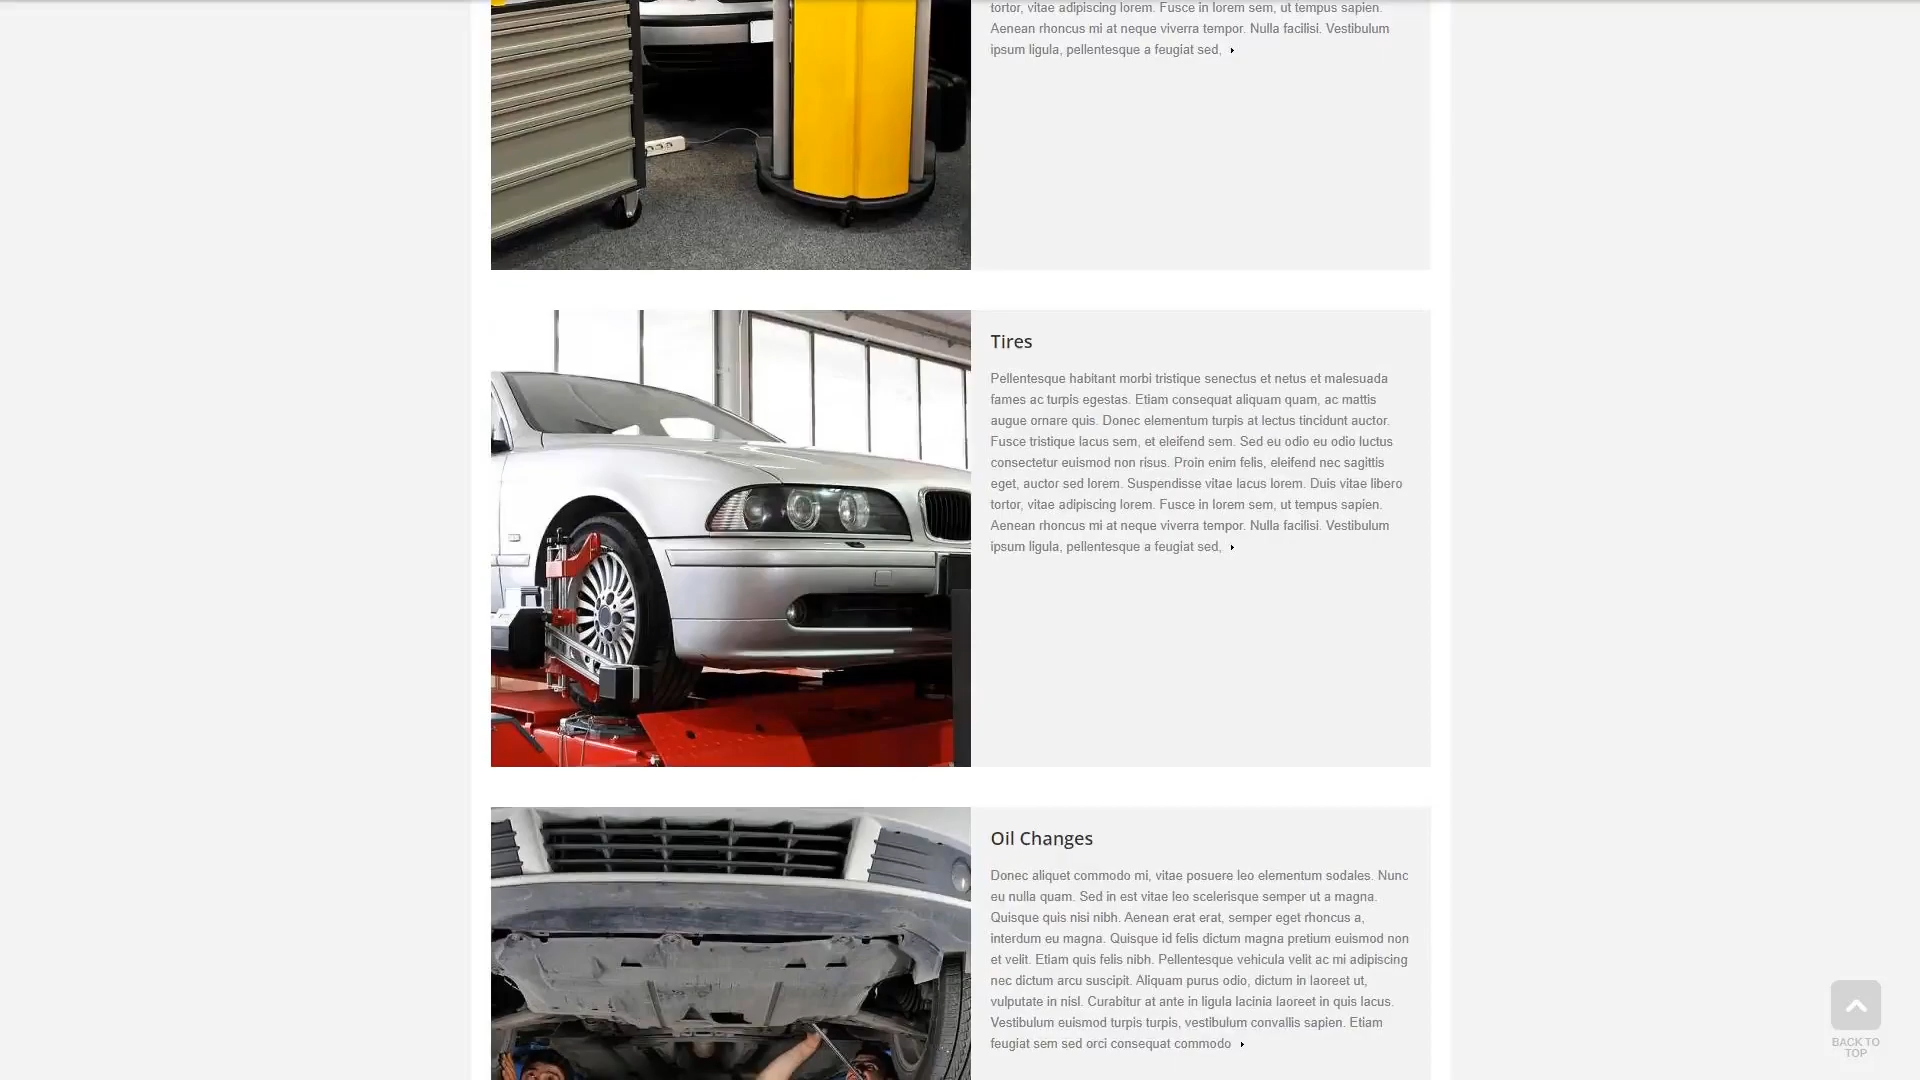 tortor, vitae adipiscing lorem. Fusce in lorem sem, ut tempus sapien.
Aenean rhoncus mi at neque viverra tempor. Nulla facilisi. Vestibulum
ipsum ligula, pellentesque a feugiat sed,
Tires
Pellentesque habitant morbi tristique senectus et netus et malesuada
fames ac turpis egestas. Etiam consequat aliquam quam, ac mattis
augue ornare quis. Donec elementum turpis at lectus tincidunt auctor.
Fusce tristique lacus sem, et eleifend sem. Sed eu odio eu odio luctus
consectetur euismod non risus. Proin enim felis, eleifend nec sagittis
eget, auctor sed lorem. Suspendisse vitae lacus lorem. Duis vitae libero
tortor, vitae adipiscing lorem. Fusce in lorem sem, ut tempus sapien.
Aenean rhoncus mi at neque viverra tempor. Nulla facilisi. Vestibulum
ipsum ligula, pellentesque a feugiat sed,
Oil Changes
Donec aliquet commodo mi, vitae posuere leo elementum sodales. Nunc
eu nulla quam. Sed in est vitae leo scelerisque semper ut a magna.
Quisque quis nisi nibh. Aenean erat erat, semper eget rhoncus a,
interdum eu magna. Quisque id felis dictum magna pretium euismod non
et velit. Etiam quis felis nibh. Pellentesque vehicula velit ac mi adipiscing
nec dictum arcu suscipit. Aliquam purus odio, dictum in laoreet ut,
vulputate in nisl. Curabitur at ante in ligula lacinia laoreet in quis lacus.
Vestibulum euismod turpis turpis, vestibulum convallis sapien. Etiam
feugiat sem sed orci consequat commodo
BACK TO
TOP